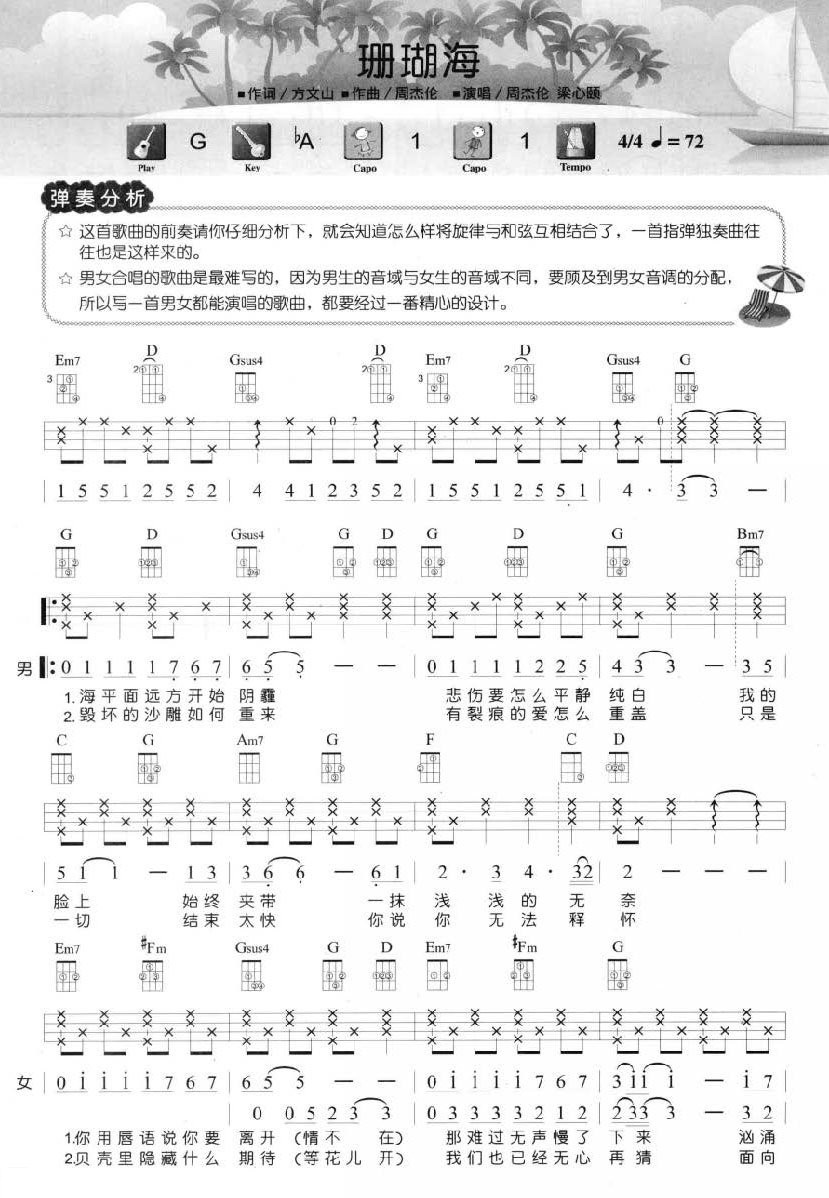 珊瑚海
■作词/方文山 ■作曲/周杰伦 ■演唱/周杰伦 梁心颐
Play G Key ♭A Capo 1 Capo 1 Tempo 4/4 ♩= 72
弹奏分析
☆ 这首歌曲的前奏请你仔细分析下，就会知道怎么样将旋律与和弦互相结合了，一首指弹独奏曲往
往也是这样来的。
☆ 男女合唱的歌曲是最难写的，因为男生的音域与女生的音域不同，要顾及到男女音调的分配，
所以写一首男女都能演唱的歌曲，都要经过一番精心的设计。
Em7 D Gsus4 D Em7 D Gsus4 G
1 5 5 1 2 5 5 2 | 4 4 1 2 3 5 2 | 1 5 5 1 2 5 5 1 | 4 · 3 3 — |
G D Gsus4 G D G D G Bm7
男 0 1 1 1 1 7 6 7 | 6 5 5 — — | 0 1 1 1 1 2 2 5 | 4 3 3 — 3 5 |
1. 海平面远方开始 阴霾 悲伤要怎么平静 纯白 我的
2. 毁坏的沙雕如何 重来 有裂痕的爱怎么 重盖 只是
C G Am7 G F C D
5 1 1 — 1 3 | 3 6 6 — 6 1 | 2 · 3 4 · 3 2 | 2 — — — |
脸上 始终 夹带 一抹 浅 浅 的 无 奈
一切 结束 太快 你说 你 无 法 释 怀
Em7 ♯Fm Gsus4 G D Em7 ♯Fm G
女 0 1 1 1 1 7 6 7 | 6 5 5 — — | 0 1 1 1 1 7 6 7 | 3 1 1 1 — 1 7 |
0 0 5 2 3 3 | 0 3 3 3 3 2 1 2 | 2 3 3 3 — 3 2 |
1.你用唇语说你要 离开 (情不 在) 那难过无声慢了 下来 汹涌
2.贝壳里隐藏什么 期待 (等花儿开) 我们也已经无心 再猜 面向